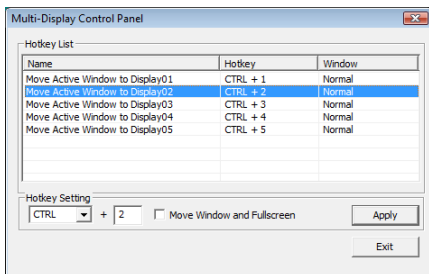 Multi-Display Control Panel
Hotkey List
Name Hotkey Window
Move Active Window to Display01 CTRL + 1 Normal
Move Active Window to Display02 CTRL + 2 Normal
Move Active Window to Display03 CTRL + 3 Normal
Move Active Window to Display04 CTRL + 4 Normal
Move Active Window to Display05 CTRL + 5 Normal
Hotkey Setting
CTRL + 2 Move Window and Fullscreen Apply
Exit